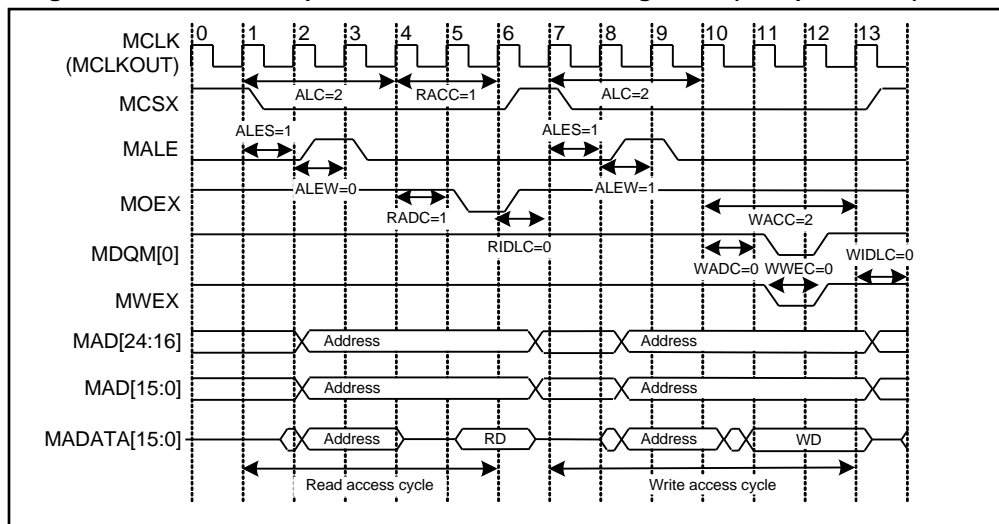 MCLK
(MCLKOUT)
0 1 2 3 4 5 6 7 8 9 10 11 12 13
ALC=2 RACC=1 ALC=2
MCSX
ALES=1 ALES=1
MALE
ALEW=0 ALEW=1
MOEX
RADC=1 WACC=2
RIDLC=0
MDQM[0]
WADC=0 WWEC=0 WIDLC=0
MWEX
MAD[24:16] Address Address
MAD[15:0] Address Address
MADATA[15:0] Address RD Address WD
Read access cycle Write access cycle